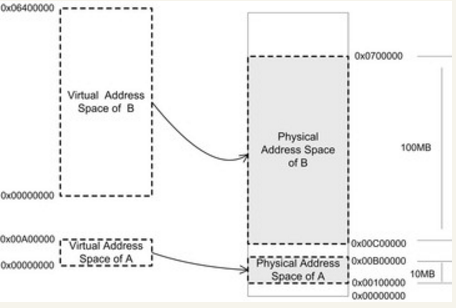 0x06400000
Virtual Address
Space of B
0x00000000
0x00A00000
Virtual Address
Space of A
0x00000000
0x0700000
Physical
Address Space
of B
100MB
0x00C00000
0x00B00000
Physical Address
Space of A
10MB
0x00100000
0x00000000